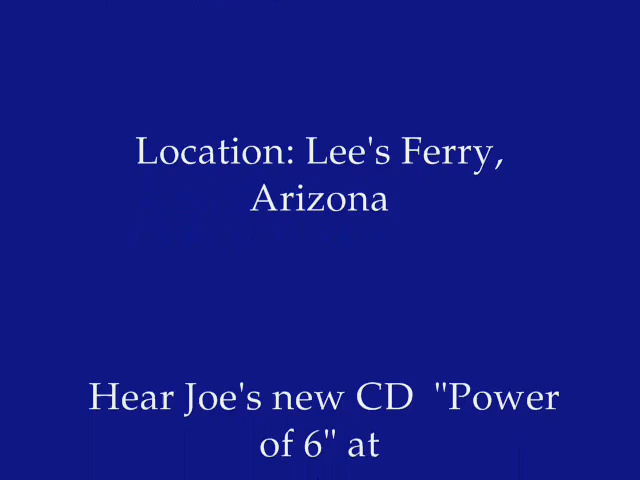 Location: Lee's Ferry,
Arizona
Hear Joe's new CD "Power
of 6" at